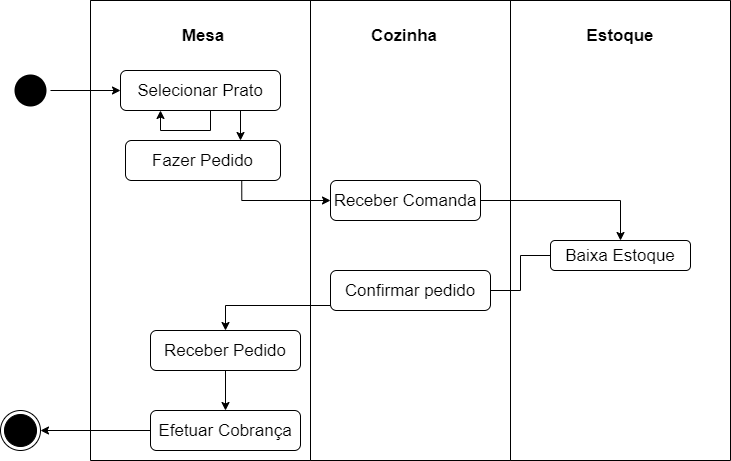 Mesa
Cozinha
Estoque
Selecionar Prato
Fazer Pedido
Receber Comanda
Baixa Estoque
Confirmar pedido
Receber Pedido
Efetuar Cobrança